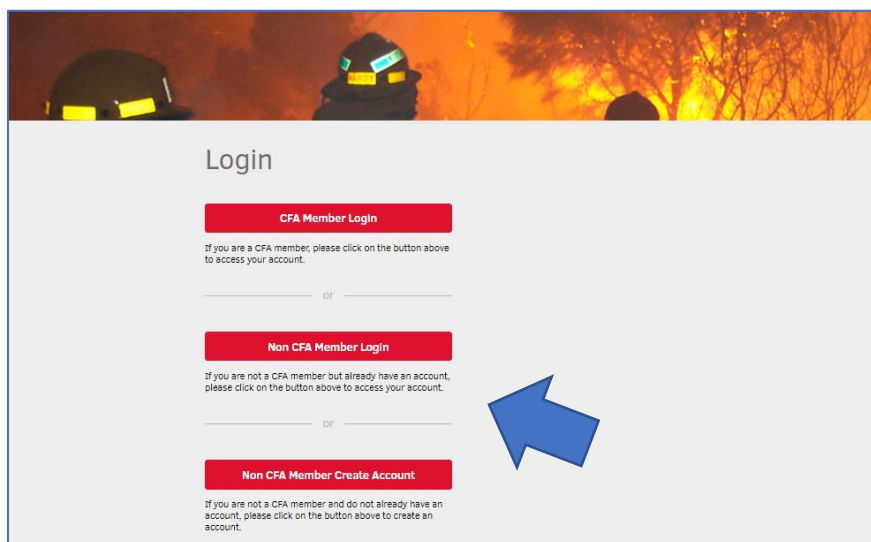 HARDY
Login
CFA Member Login
If you are a CFA member, please click on the button above
to access your account.
or
Non CFA Member Login
If you are not a CFA member but already have an account,
please click on the button above to access your account.
or
Non CFA Member Create Account
If you are not a CFA member and do not already have an
account, please click on the button above to create an
account.